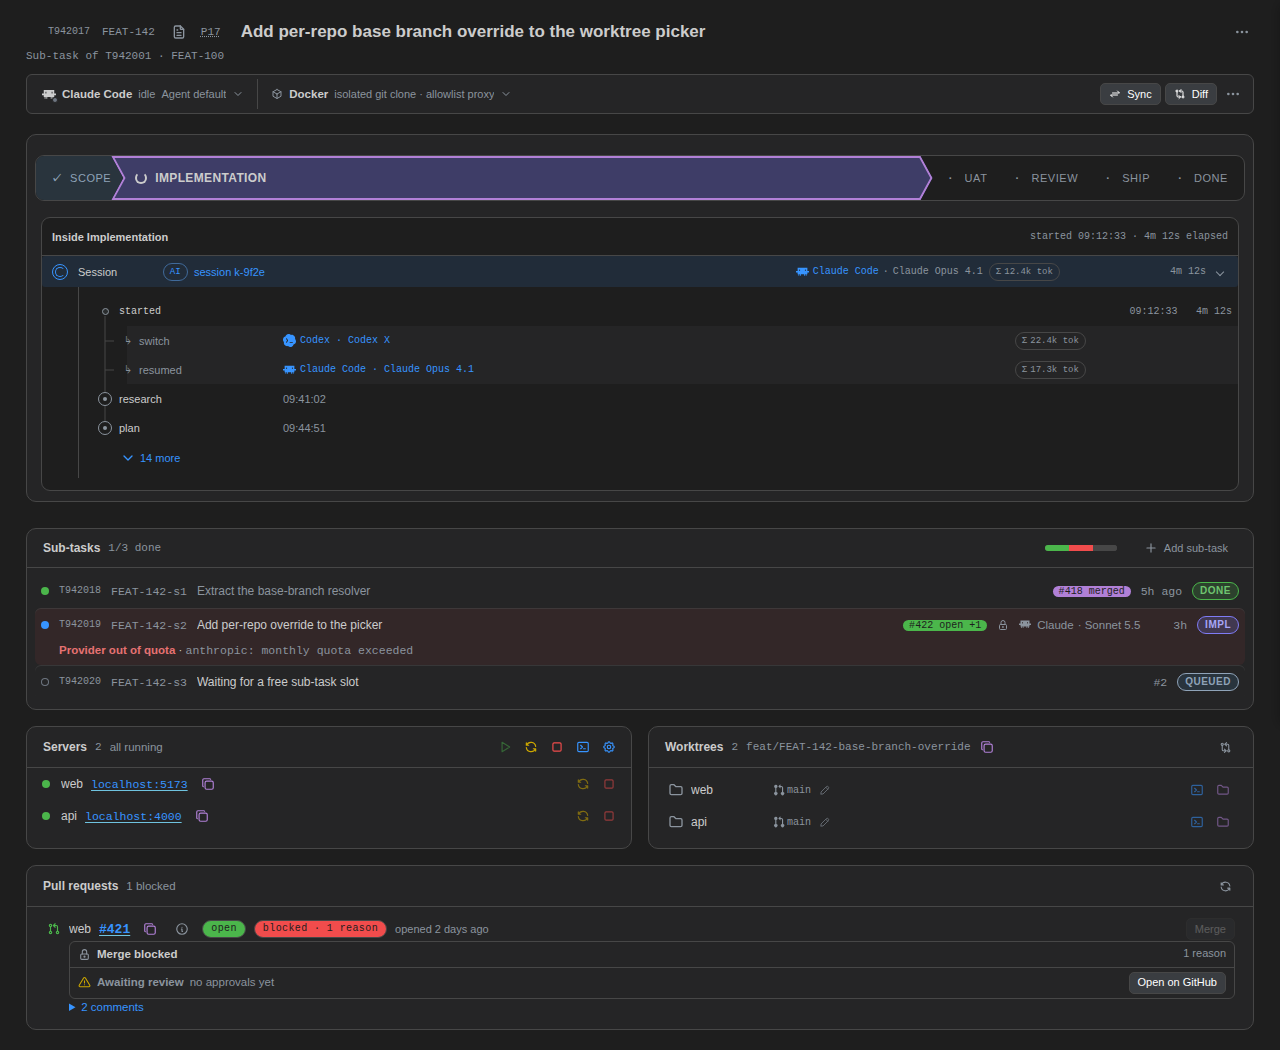 T942017 FEAT-142 P17 Add per-repo base branch override to the worktree picker
Sub-task of T942001 · FEAT-100
Claude Code idle Agent default Docker isolated git clone · allowlist proxy Sync Diff
SCOPE IMPLEMENTATION UAT REVIEW SHIP DONE
Inside Implementation started 09:12:33 · 4m 12s elapsed
Session AI session k-9f2e Claude Code · Claude Opus 4.1 Σ 12.4k tok 4m 12s
started 09:12:33 4m 12s
↳ switch Codex · Codex X Σ 22.4k tok
↳ resumed Claude Code · Claude Opus 4.1 Σ 17.3k tok
research 09:41:02
plan 09:44:51
14 more
Sub-tasks 1/3 done Add sub-task
T942018 FEAT-142-s1 Extract the base-branch resolver #418 merged 5h ago DONE
T942019 FEAT-142-s2 Add per-repo override to the picker #422 open +1 Claude · Sonnet 5.5 3h IMPL
Provider out of quota · anthropic: monthly quota exceeded
T942020 FEAT-142-s3 Waiting for a free sub-task slot #2 QUEUED
Servers 2 all running
web localhost:5173
api localhost:4000
Worktrees 2 feat/FEAT-142-base-branch-override
web main
api main
Pull requests 1 blocked
web #421 open blocked · 1 reason opened 2 days ago Merge
Merge blocked 1 reason
Awaiting review no approvals yet Open on GitHub
2 comments